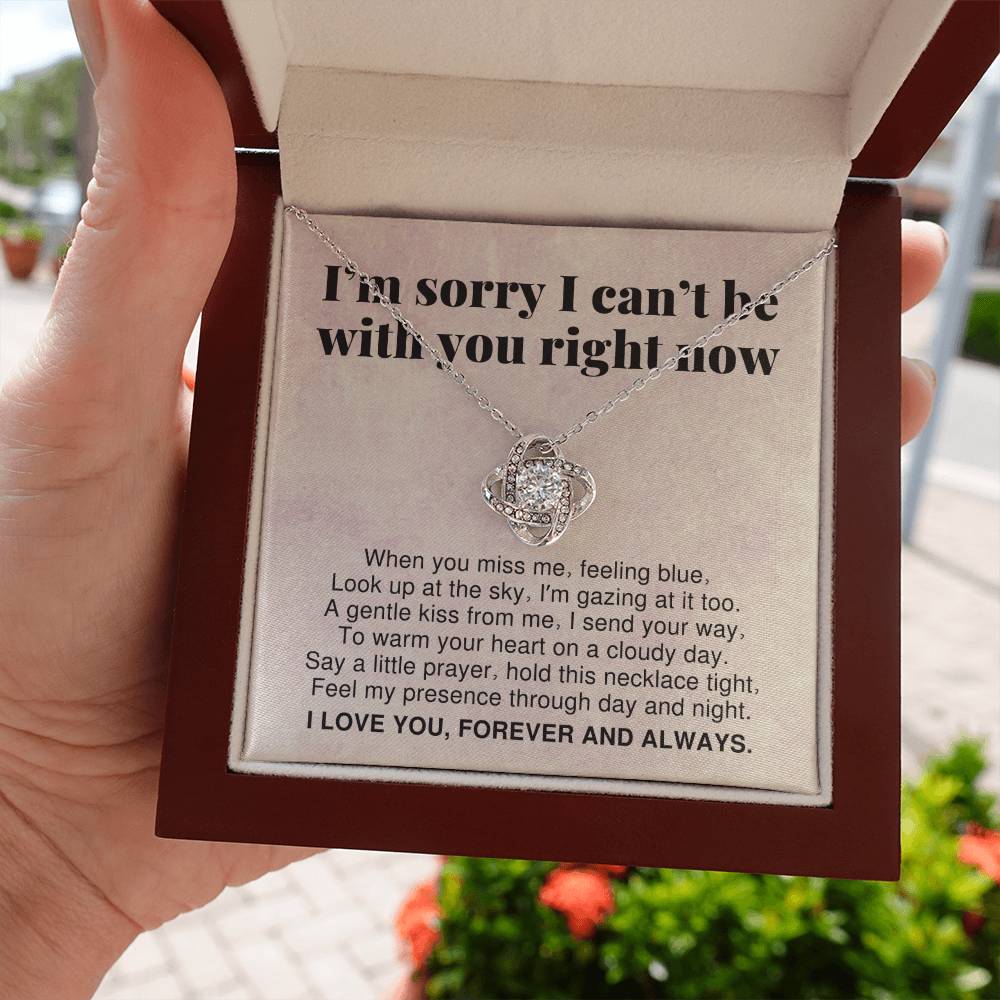 I’m sorry I can’t be
with you right now
When you miss me, feeling blue,
Look up at the sky, I'm gazing at it too.
A gentle kiss from me, I send your way,
To warm your heart on a cloudy day.
Say a little prayer, hold this necklace tight,
Feel my presence through day and night.
I LOVE YOU, FOREVER AND ALWAYS.